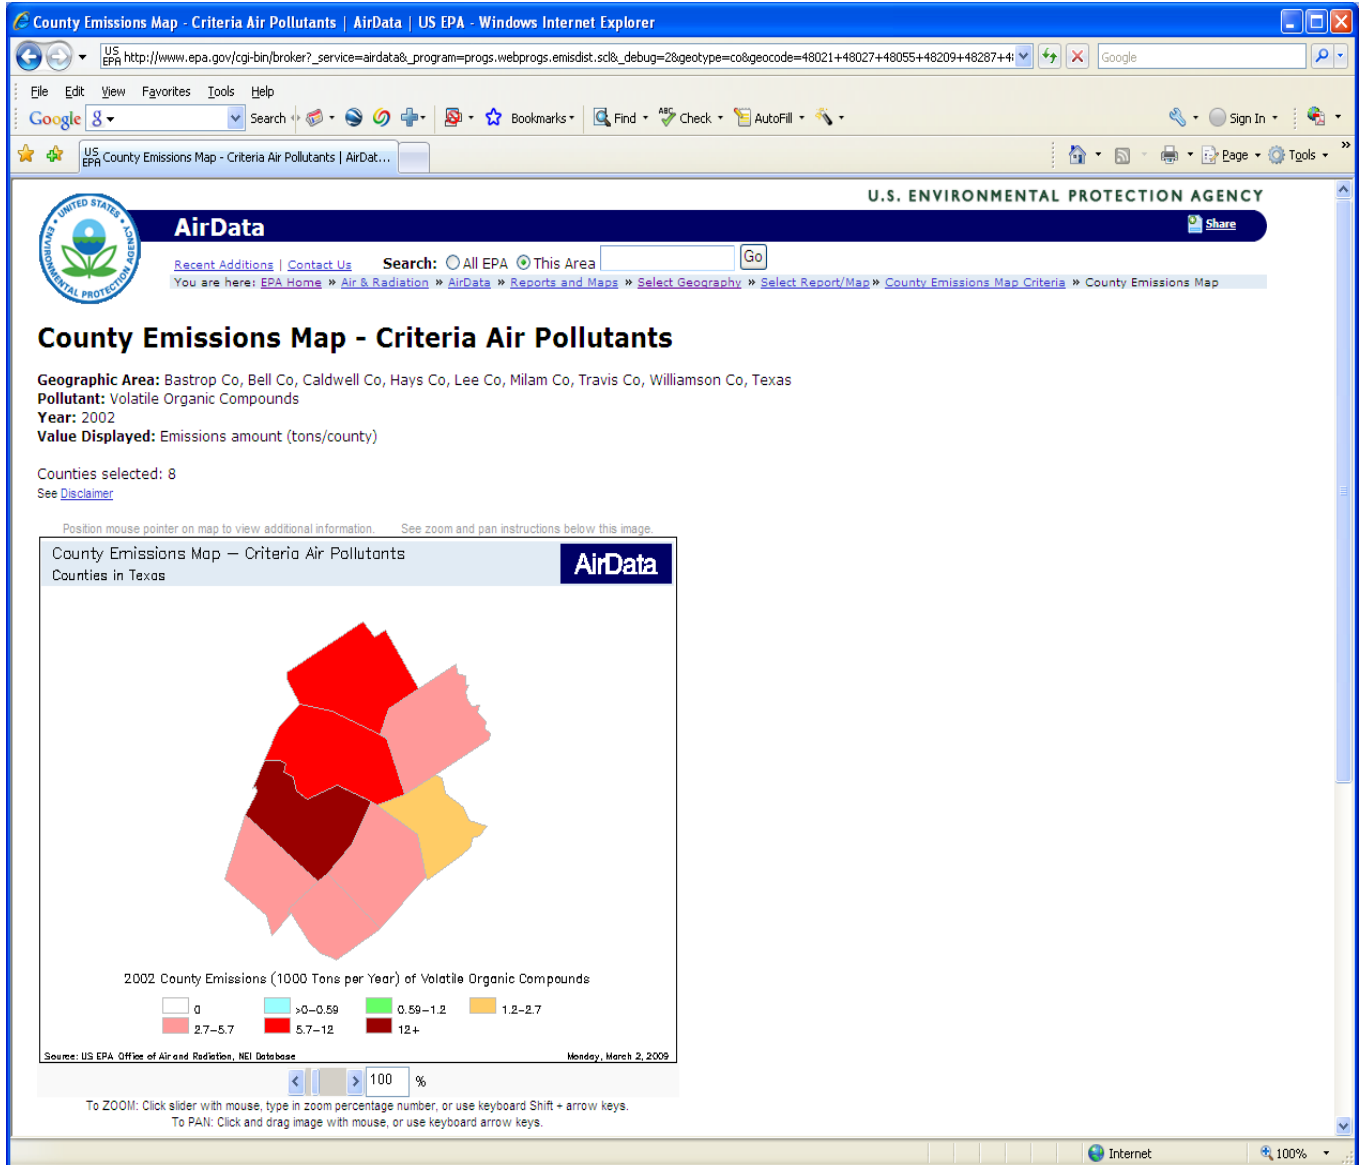 County Emissions Map - Criteria Air Pollutants | AirData | US EPA - Windows Internet Explorer
US EPA http://www.epa.gov/cgi-bin/broker?_service=airdata&_program=progs.webprogs.emisdist.scl&_debug=2&geotype=co&geocode=48021+48027+48055+48209+48287+4 Google
File Edit View Favorites Tools Help
Google Search Bookmarks Find Check AutoFill Sign In
US EPA County Emissions Map - Criteria Air Pollutants | AirDat... Page Tools »
U.S. ENVIRONMENTAL PROTECTION AGENCY
UNITED STATES ENVIRONMENTAL PROTECTION AGENCY
AirData Share
Recent Additions | Contact Us Search: All EPA This Area Go
You are here: EPA Home » Air & Radiation » AirData » Reports and Maps » Select Geography » Select Report/Map » County Emissions Map Criteria » County Emissions Map
County Emissions Map - Criteria Air Pollutants
Geographic Area: Bastrop Co, Bell Co, Caldwell Co, Hays Co, Lee Co, Milam Co, Travis Co, Williamson Co, Texas
Pollutant: Volatile Organic Compounds
Year: 2002
Value Displayed: Emissions amount (tons/county)
Counties selected: 8
See Disclaimer
Position mouse pointer on map to view additional information. See zoom and pan instructions below this image.
County Emissions Map — Criteria Air Pollutants
AirData
Counties in Texas
2002 County Emissions (1000 Tons per Year) of Volatile Organic Compounds
0 >0-0.59 0.59-1.2 1.2-2.7
2.7-5.7 5.7-12 12+
Source: US EPA Office of Air and Radiation, NEI Database Monday, March 2, 2009
100 %
To ZOOM: Click slider with mouse, type in zoom percentage number, or use keyboard Shift + arrow keys.
To PAN: Click and drag image with mouse, or use keyboard arrow keys.
Internet 100%